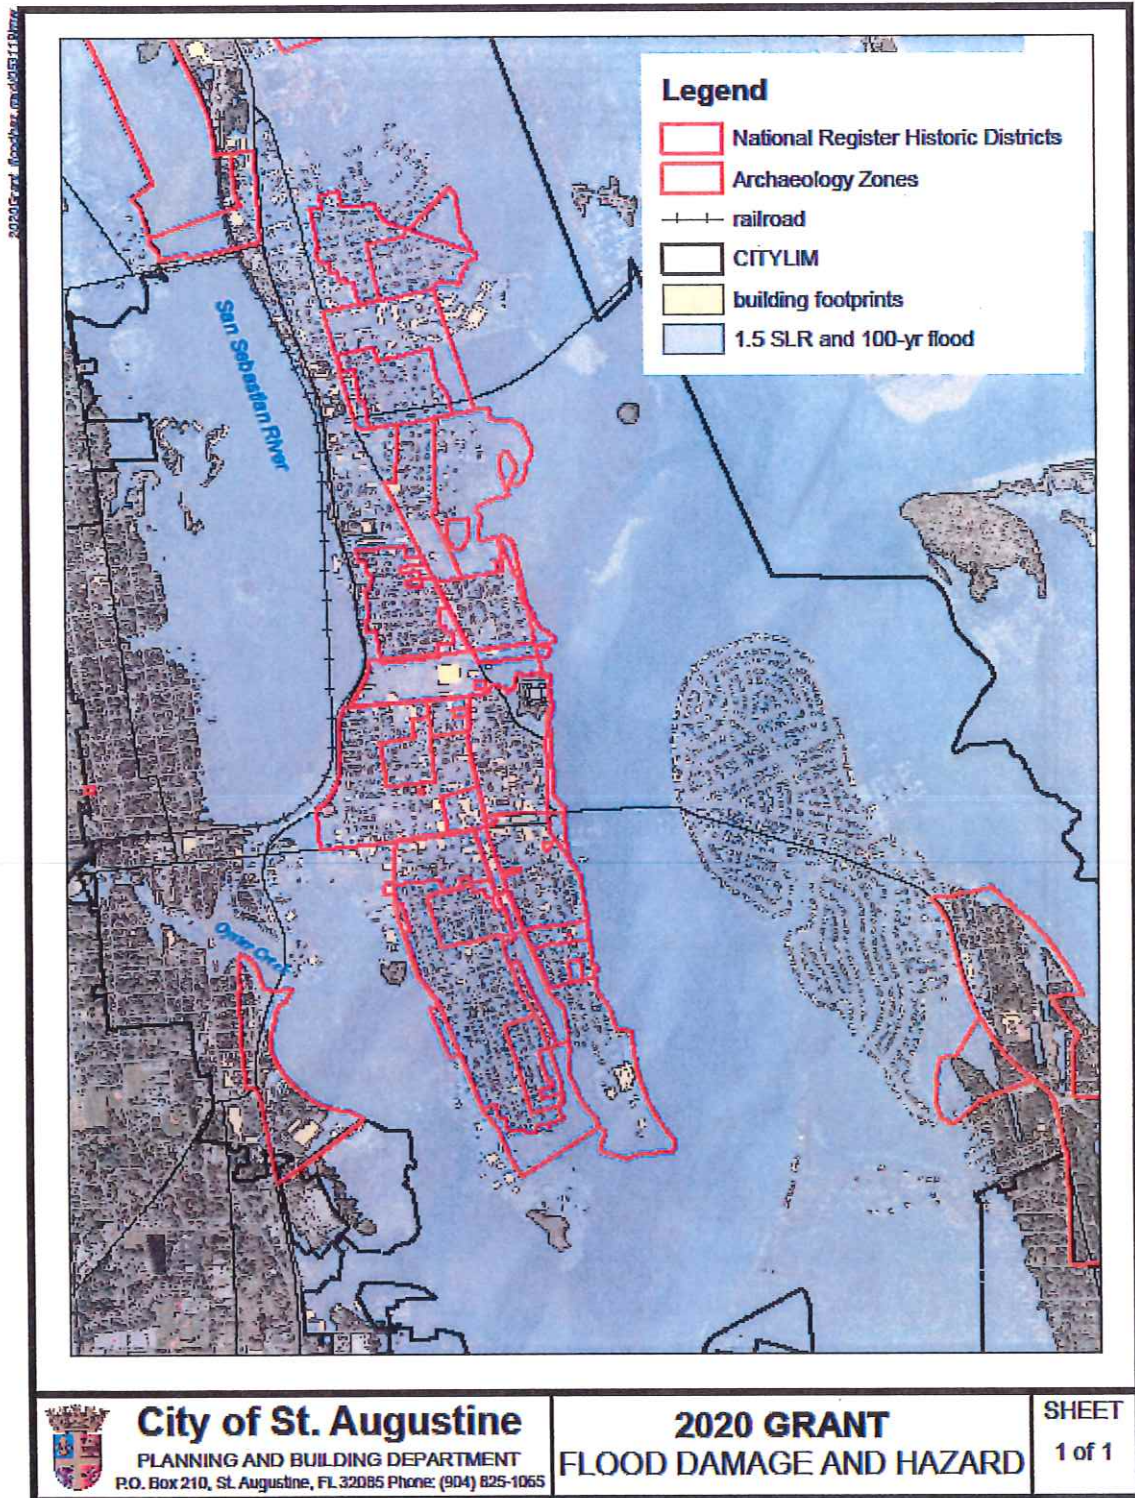 Legend
National Register Historic Districts
Archaeology Zones
railroad
CITYLIM
building footprints
1.5 SLR and 100-yr flood
San Sebastian River
Oyster Creek
City of St. Augustine
PLANNING AND BUILDING DEPARTMENT
P.O. Box 210, St. Augustine, FL 32085 Phone: (904) 825-1065
2020 GRANT
FLOOD DAMAGE AND HAZARD
SHEET
1 of 1